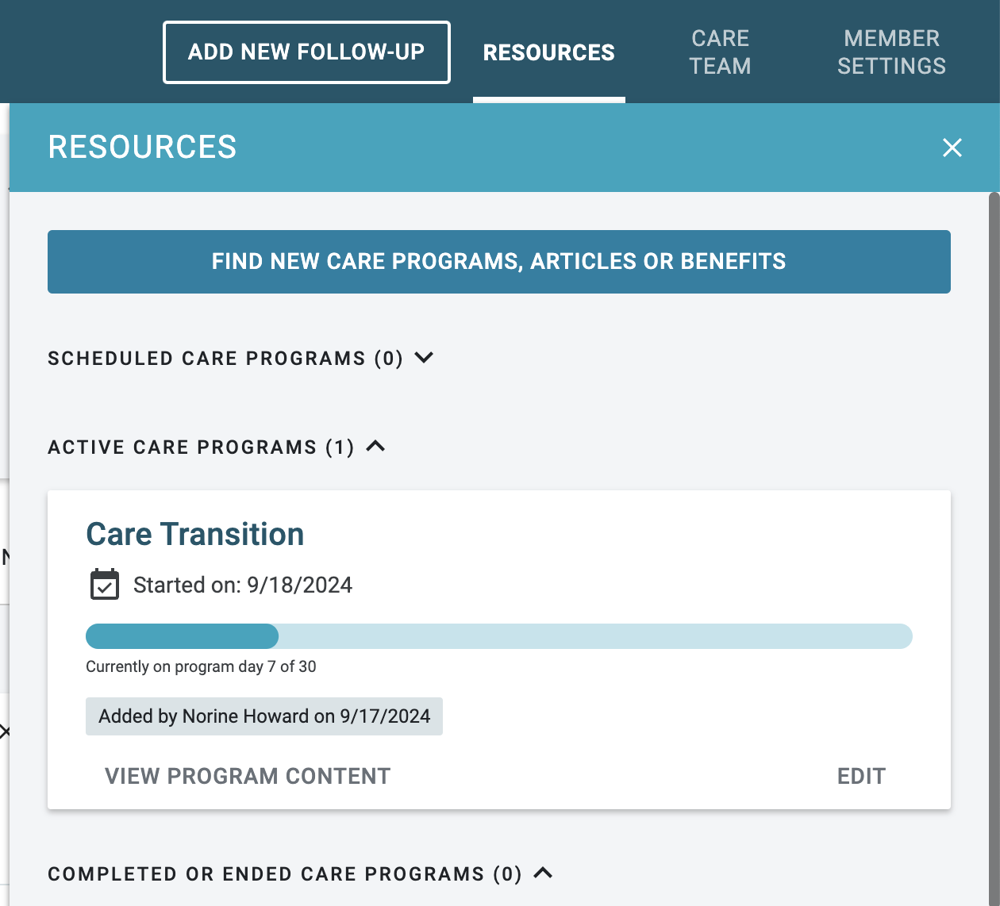 ADD NEW FOLLOW-UP
RESOURCES
CARE
TEAM
MEMBER
SETTINGS
RESOURCES
FIND NEW CARE PROGRAMS, ARTICLES OR BENEFITS
SCHEDULED CARE PROGRAMS (0)
ACTIVE CARE PROGRAMS (1)
Care Transition
Started on: 9/18/2024
Currently on program day 7 of 30
Added by Norine Howard on 9/17/2024
VIEW PROGRAM CONTENT
EDIT
COMPLETED OR ENDED CARE PROGRAMS (0)